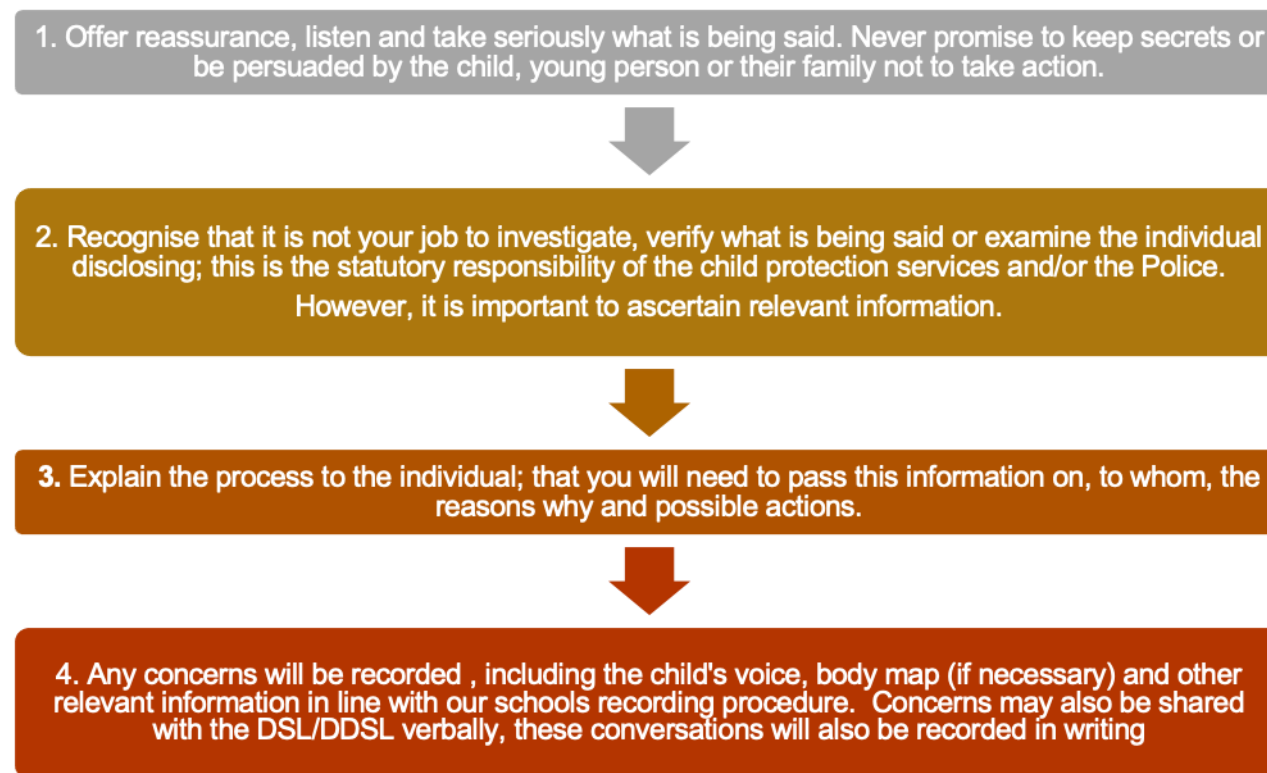 1. Offer reassurance, listen and take seriously what is being said. Never promise to keep secrets or
be persuaded by the child, young person or their family not to take action.
2. Recognise that it is not your job to investigate, verify what is being said or examine the individual
disclosing; this is the statutory responsibility of the child protection services and/or the Police.
However, it is important to ascertain relevant information.
3. Explain the process to the individual; that you will need to pass this information on, to whom, the
reasons why and possible actions.
4. Any concerns will be recorded , including the child's voice, body map (if necessary) and other
relevant information in line with our schools recording procedure. Concerns may also be shared
with the DSL/DDSL verbally, these conversations will also be recorded in writing